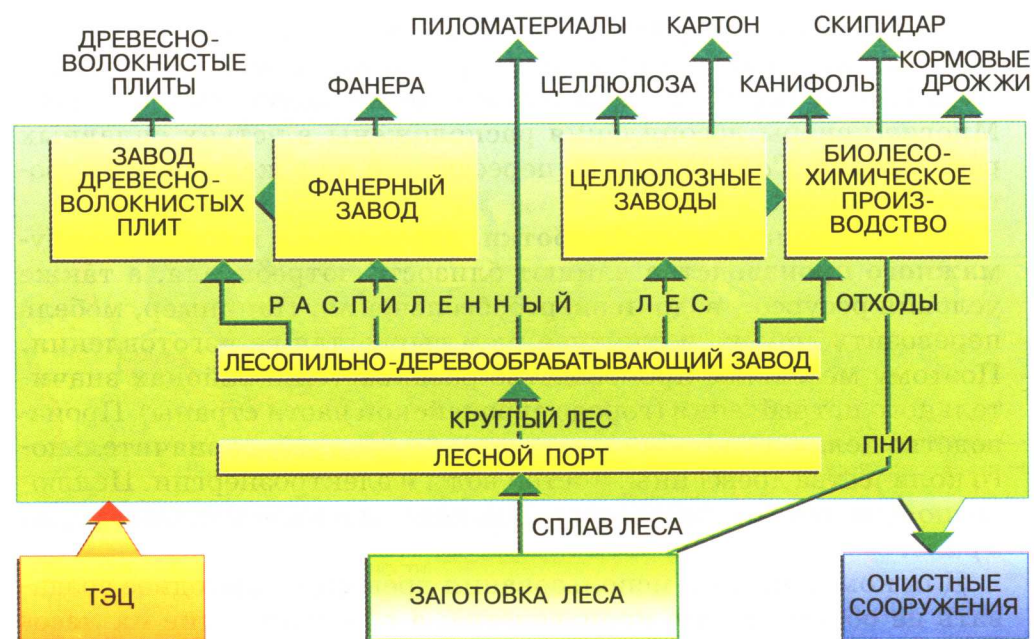 ДРЕВЕСНО-
ВОЛОКНИСТЫЕ
ПЛИТЫ
ФАНЕРА
ПИЛОМАТЕРИАЛЫ
ЦЕЛЛЮЛОЗА
КАРТОН
КАНИФОЛЬ
СКИПИДАР
КОРМОВЫЕ
ДРОЖЖИ
ЗАВОД
ДРЕВЕСНО-
ВОЛОКНИСТЫХ
ПЛИТ
ФАНЕРНЫЙ
ЗАВОД
ЦЕЛЛЮЛОЗНЫЕ
ЗАВОДЫ
БИОЛЕСО-
ХИМИЧЕСКОЕ
ПРОИЗ-
ВОДСТВО
РАСПИЛЕННЫЙ ЛЕС
ОТХОДЫ
ЛЕСОПИЛЬНО-ДЕРЕВООБРАБАТЫВАЮЩИЙ ЗАВОД
КРУГЛЫЙ ЛЕС
ЛЕСНОЙ ПОРТ
ПНИ
СПЛАВ ЛЕСА
ТЭЦ
ЗАГОТОВКА ЛЕСА
ОЧИСТНЫЕ
СООРУЖЕНИЯ